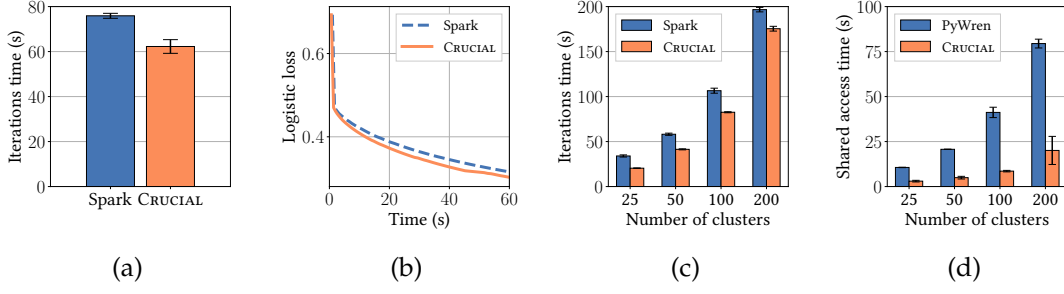 80
60
40
20
0
Iterations time (s)
Spark CRUCIAL
(a)
0.6
0.4
Logistic loss
Spark
CRUCIAL
0 20 40 60
Time (s)
(b)
200
150
100
50
0
Iterations time (s)
Spark
CRUCIAL
25 50 100 200
Number of clusters
(c)
100
75
50
25
0
Shared access time (s)
PyWren
CRUCIAL
25 50 100 200
Number of clusters
(d)